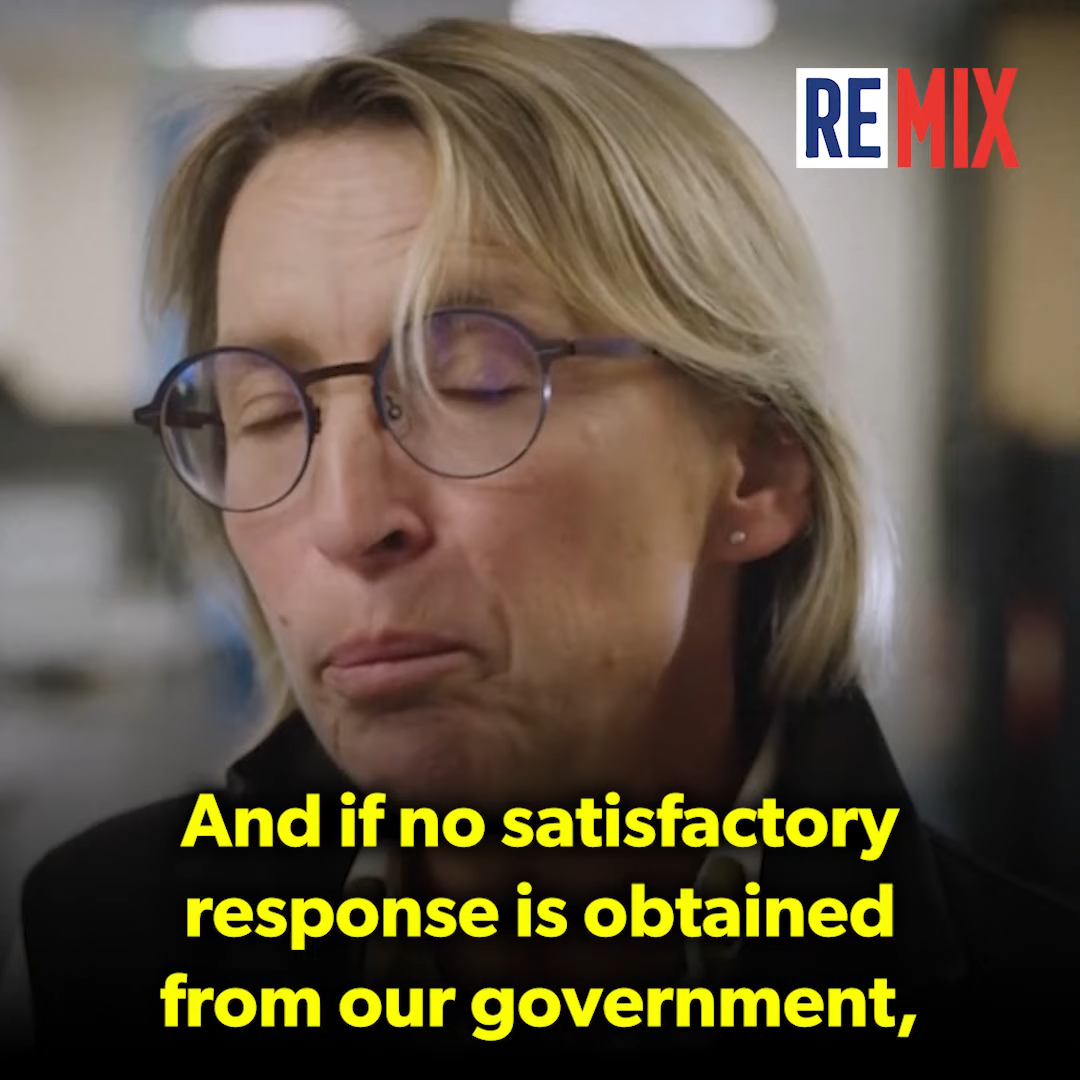 REMIX
And if no satisfactory
response is obtained
from our government,